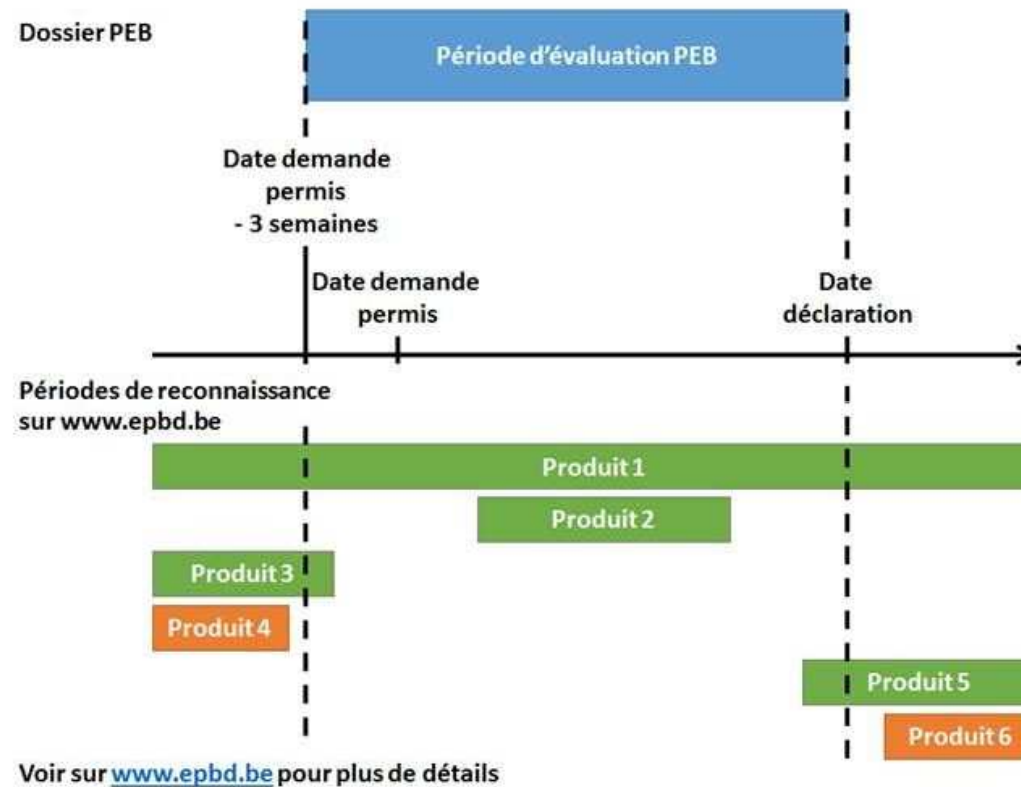 Dossier PEB
Période d'évaluation PEB
Date demande
permis
- 3 semaines
Date demande
permis
Date
déclaration
Périodes de reconnaissance
sur www.epbd.be
Produit 1
Produit 2
Produit 3
Produit 4
Produit 5
Produit 6
Voir sur www.epbd.be pour plus de détails